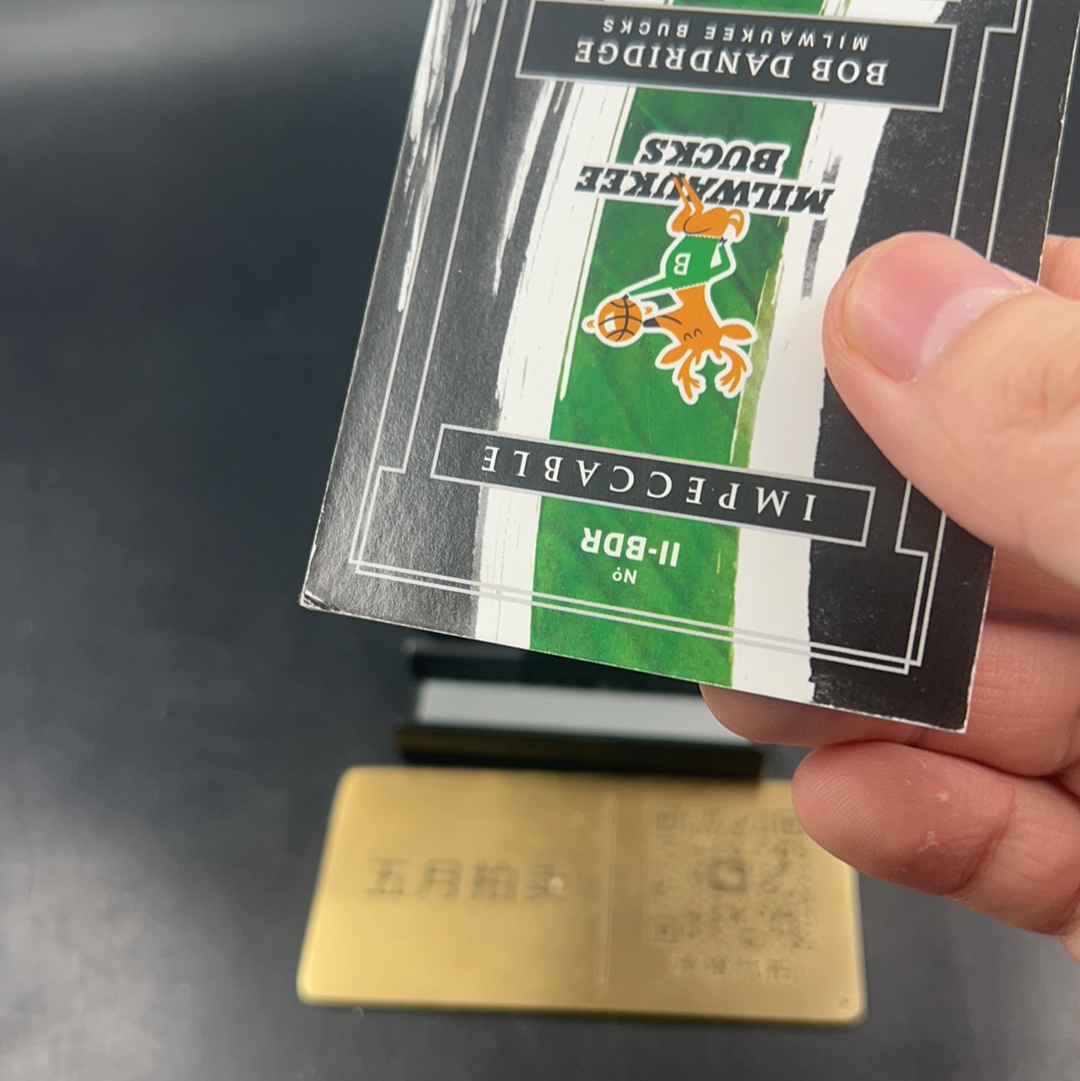 Nº
II-BDR
IMPECCABLE
B
MILWAUKEE
BUCKS
BOB DANDRIDGE
MILWAUKEE BUCKS
五月拍卖